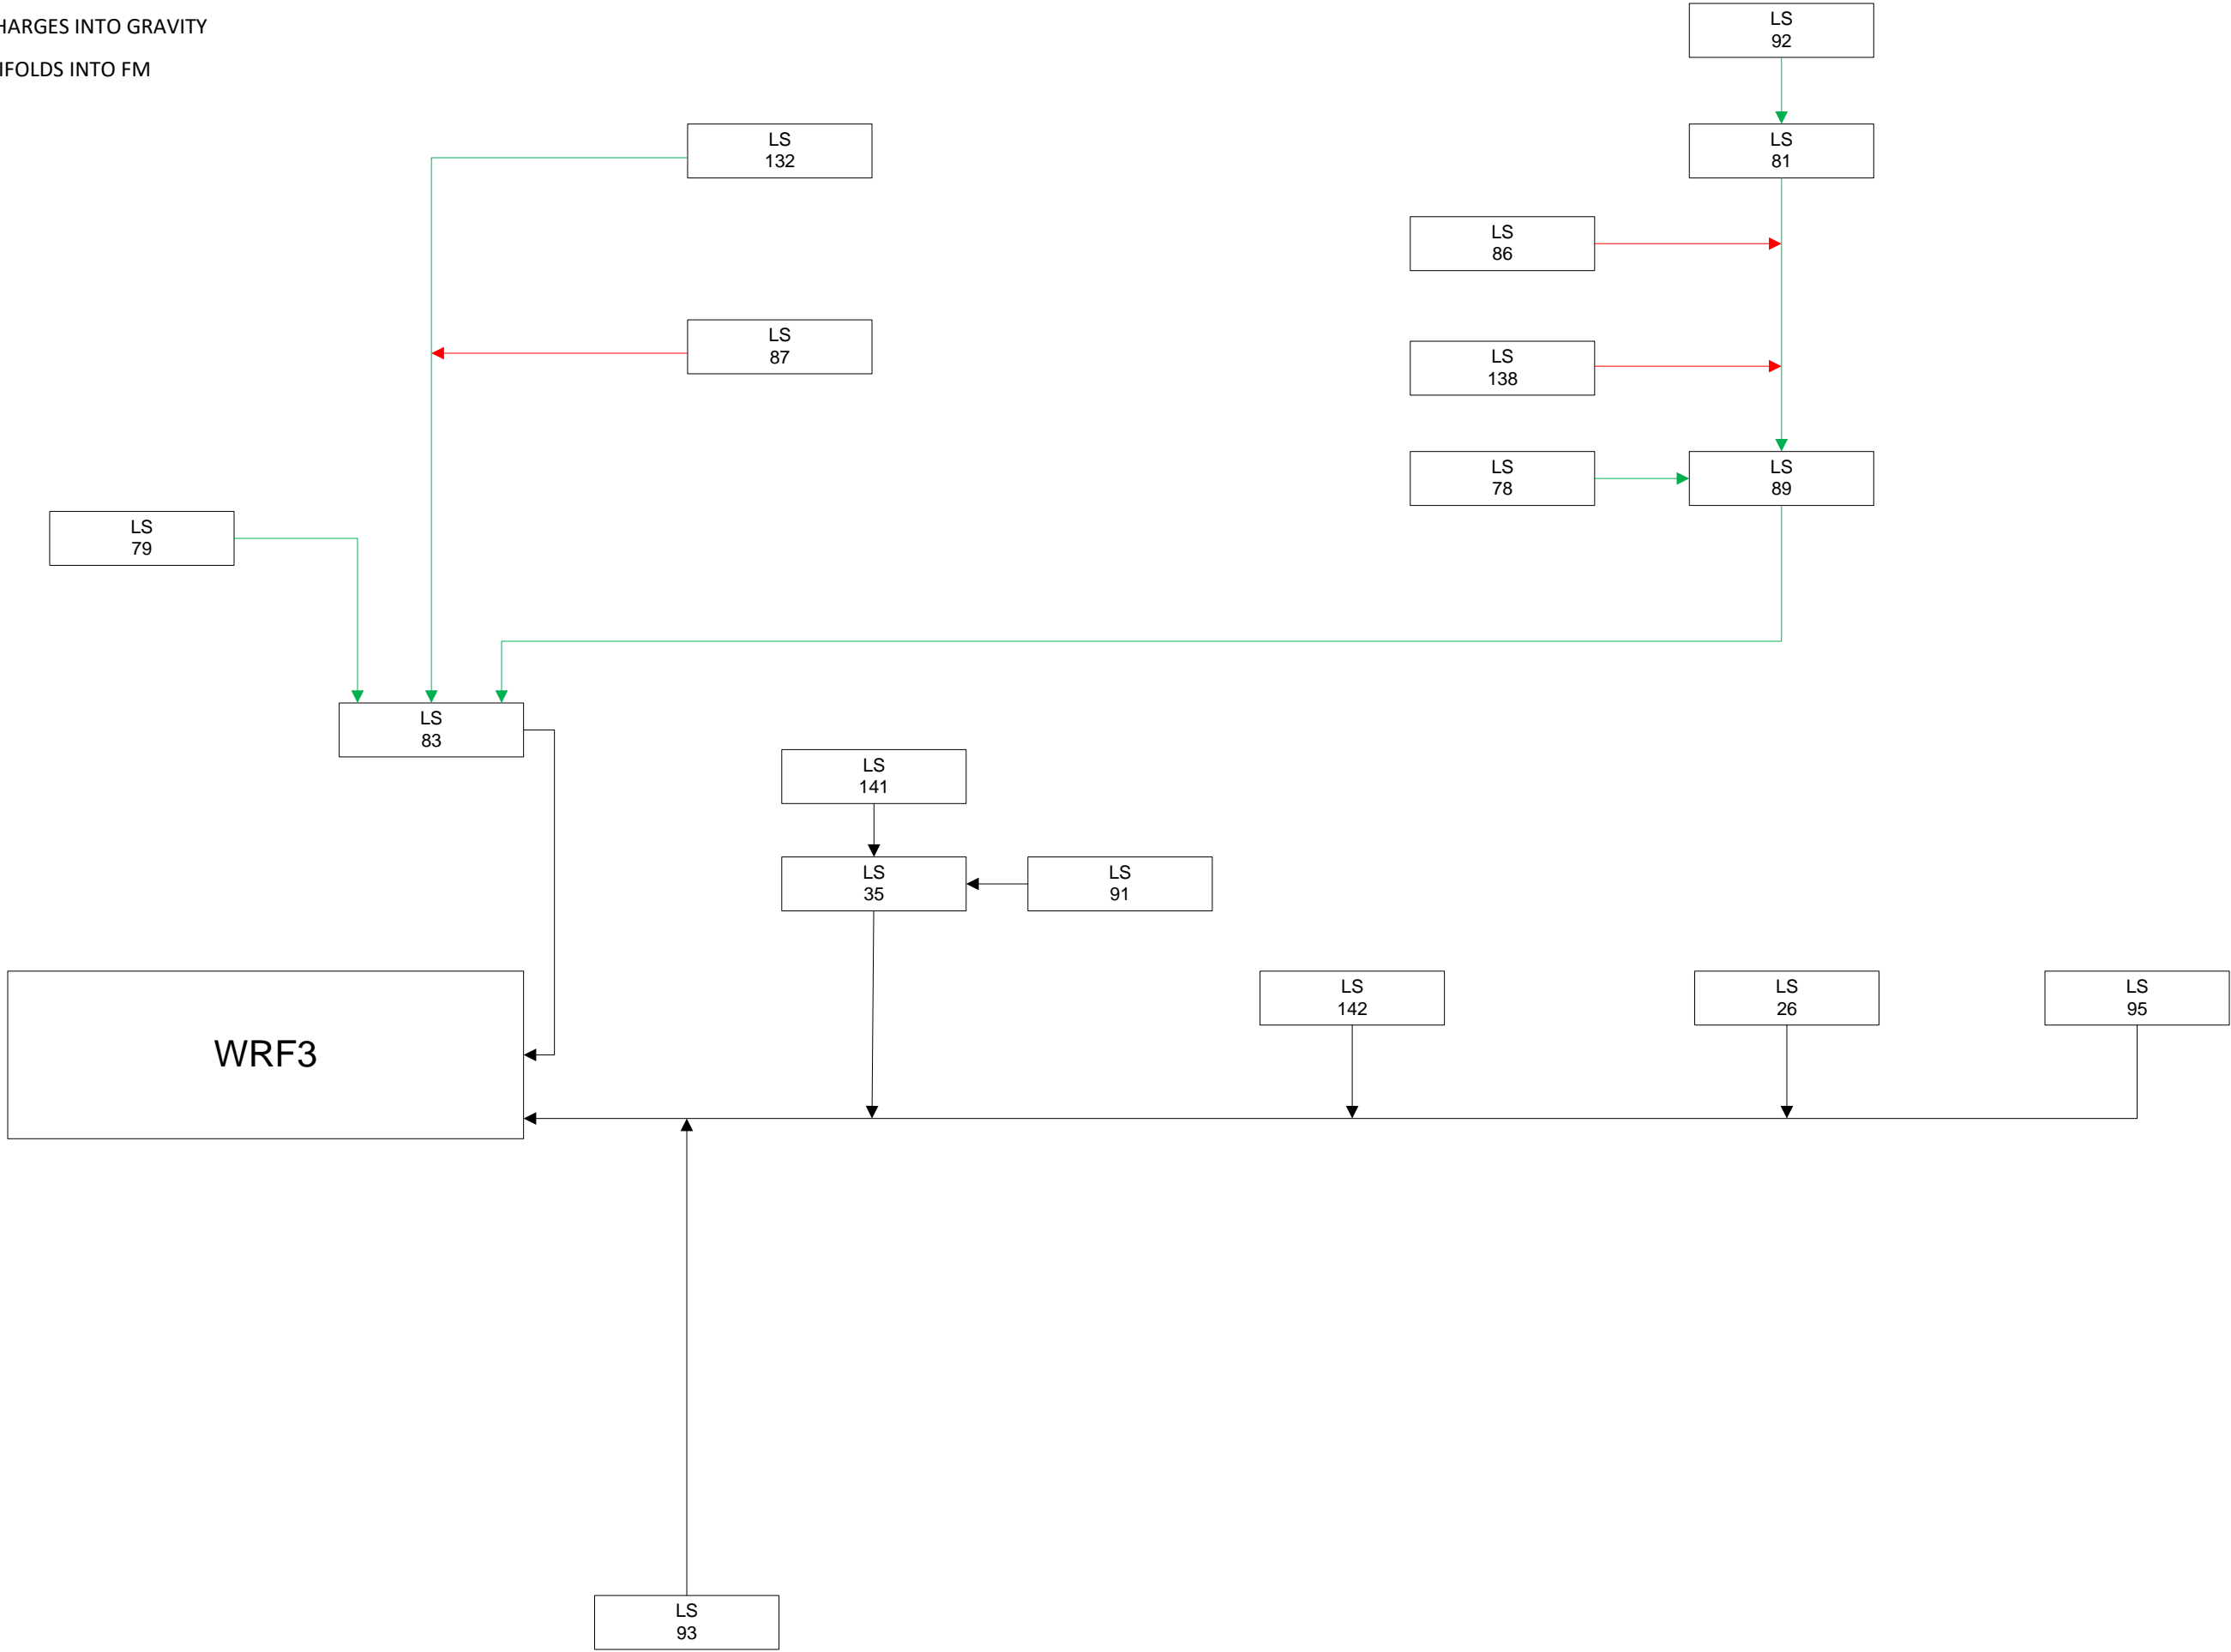 HARGES INTO GRAVITY
IFOLDS INTO FM
LS
92
LS
132
LS
81
LS
86
LS
87
LS
138
LS
78
LS
89
LS
79
LS
83
LS
141
LS
35
LS
91
LS
142
LS
26
LS
95
WRF3
LS
93